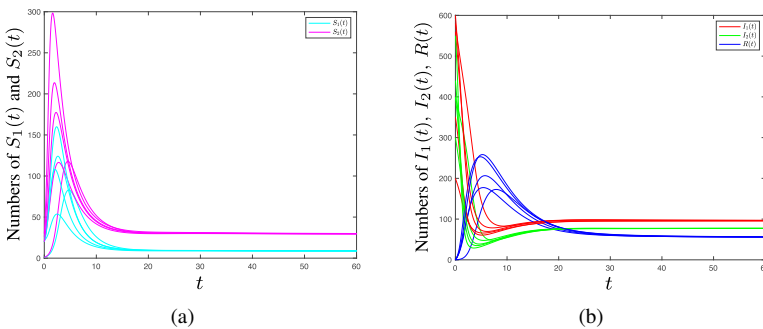 Numbers of S₁(t) and S₂(t)
300
250
200
150
100
50
0
0 10 20 30 40 50 60
t
S₁(t)
S₂(t)
(a)
Numbers of I₁(t), I₂(t), R(t)
600
500
400
300
200
100
0
0 10 20 30 40 50 60
t
I₁(t)
I₂(t)
R(t)
(b)